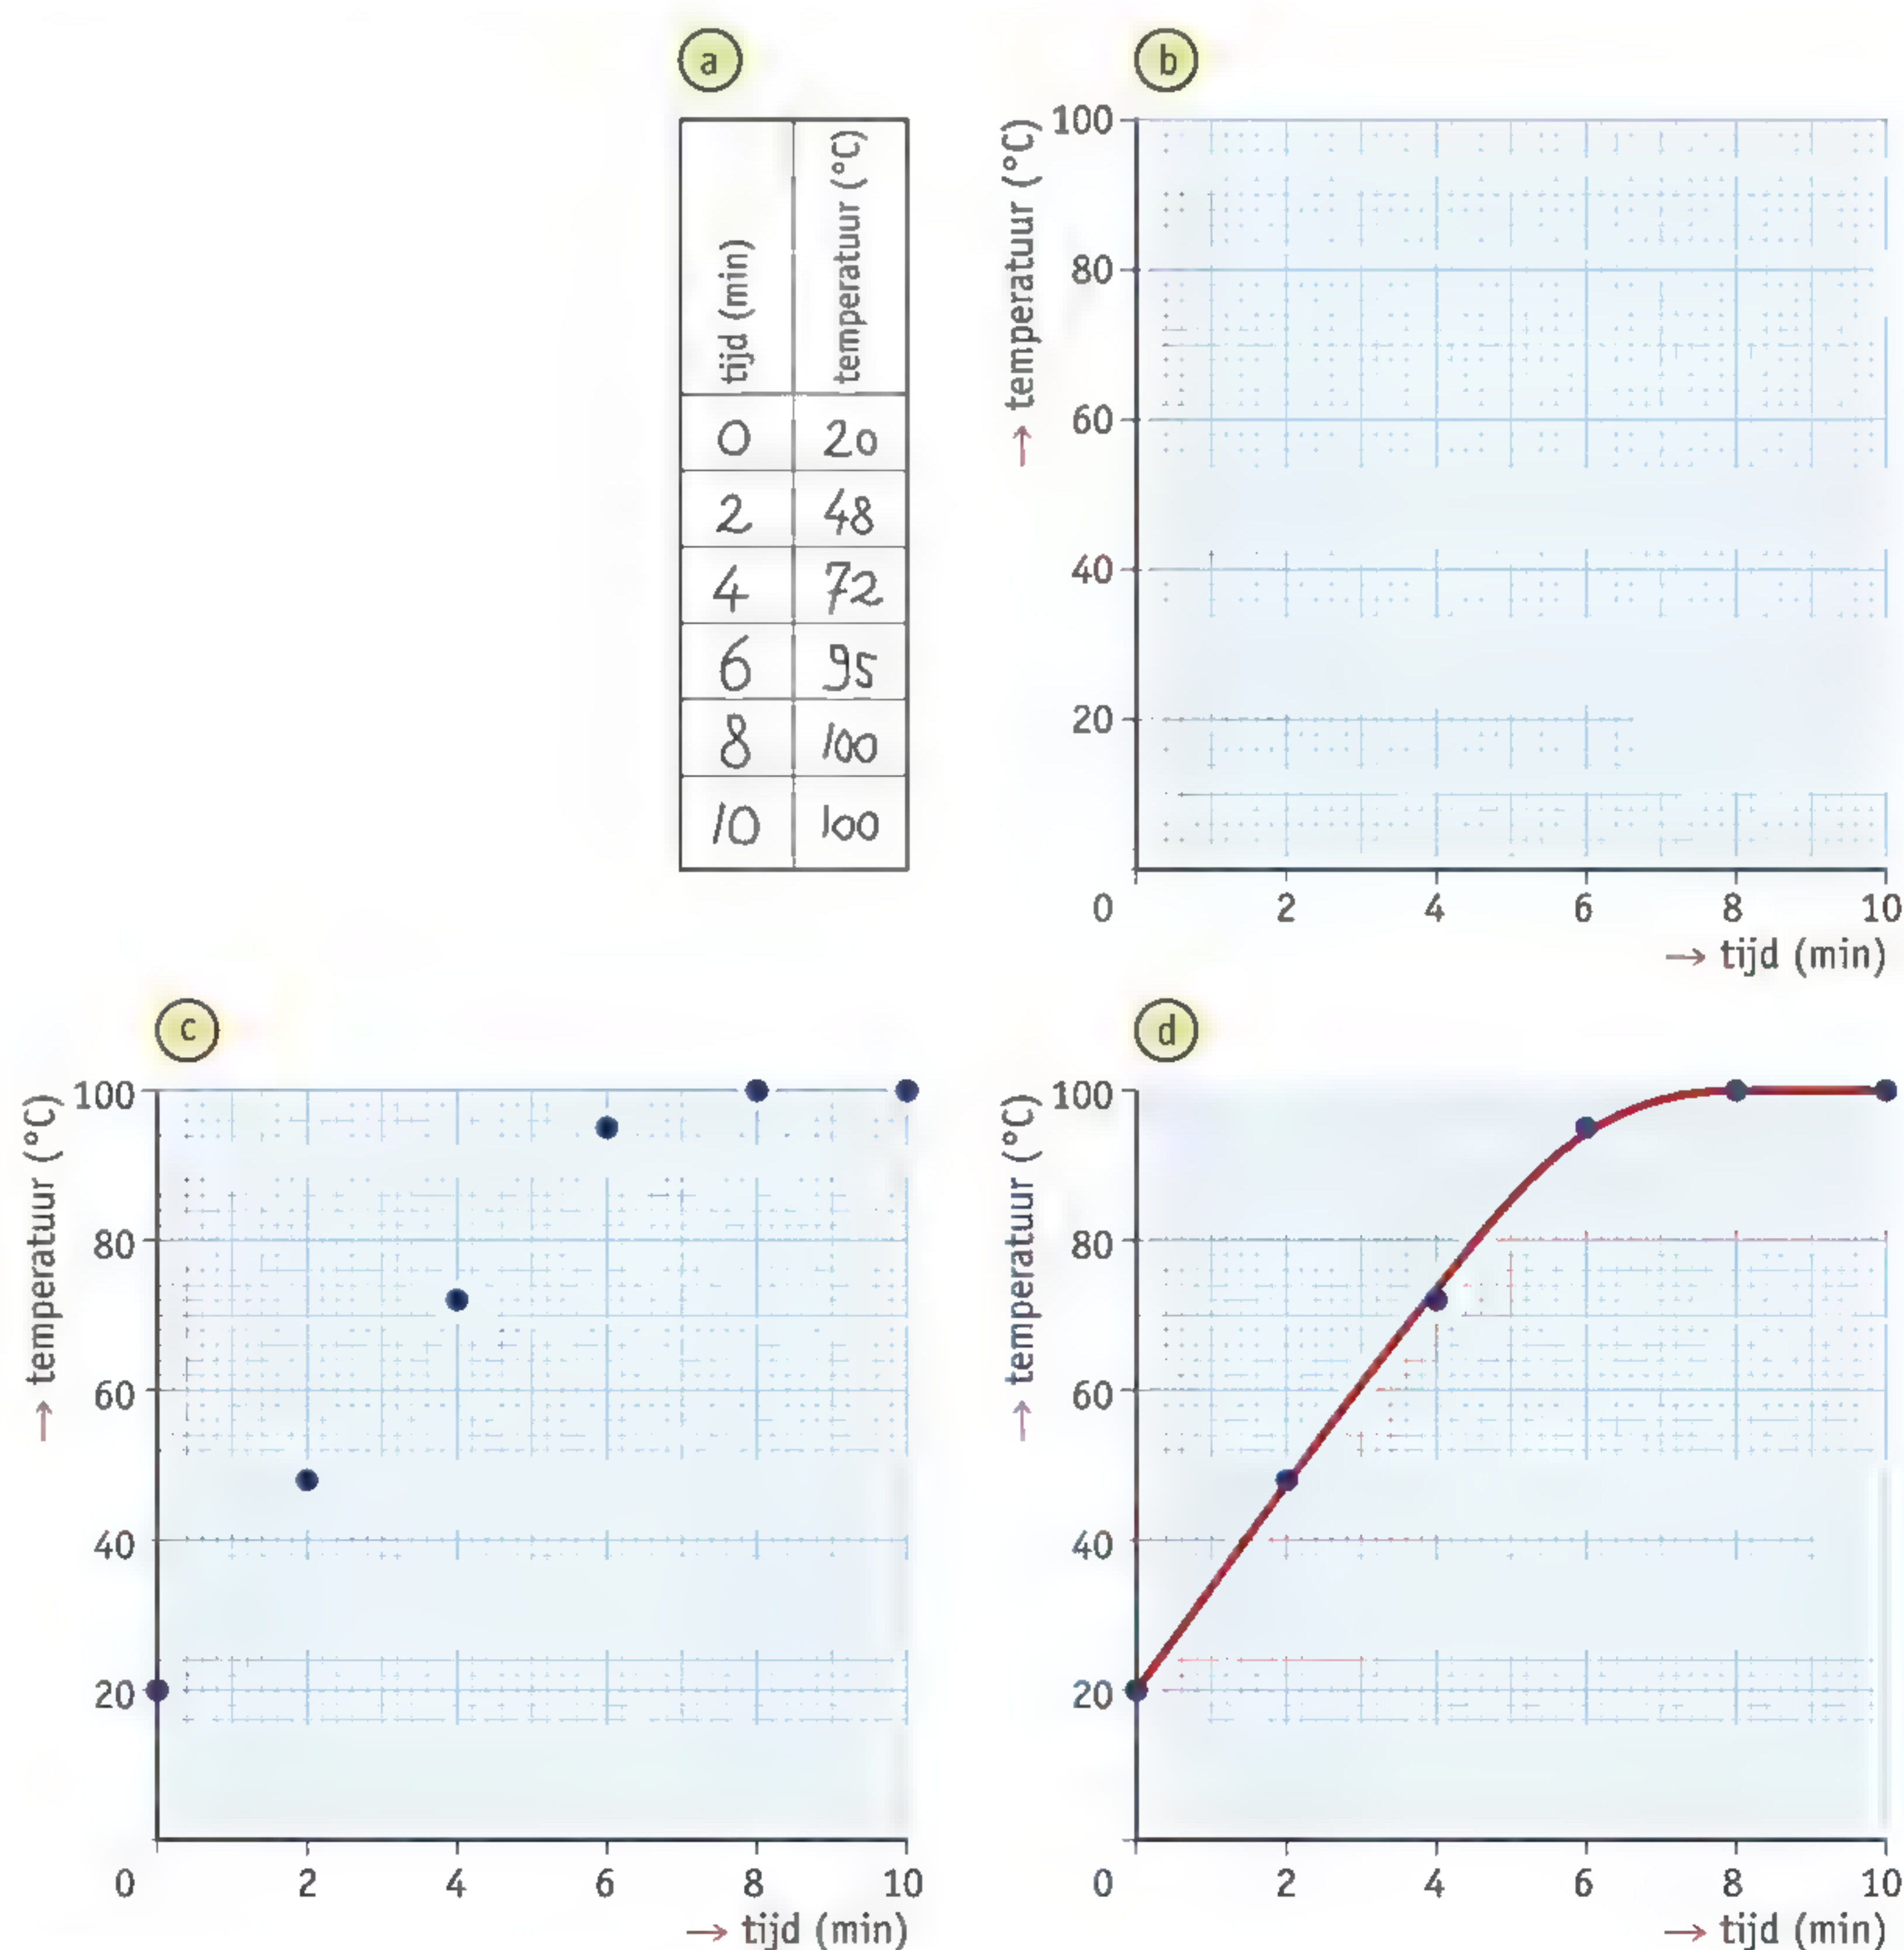 a
tijd (min) temperatuur (°C)
0 20
2 48
4 72
6 95
8 100
10 100
b
→ temperatuur (°C)
100
80
60
40
20
0 2 4 6 8 10
→ tijd (min)
c
→ temperatuur (°C)
100
80
60
40
20
0 2 4 6 8 10
→ tijd (min)
d
→ temperatuur (°C)
100
80
60
40
20
0 2 4 6 8 10
→ tijd (min)